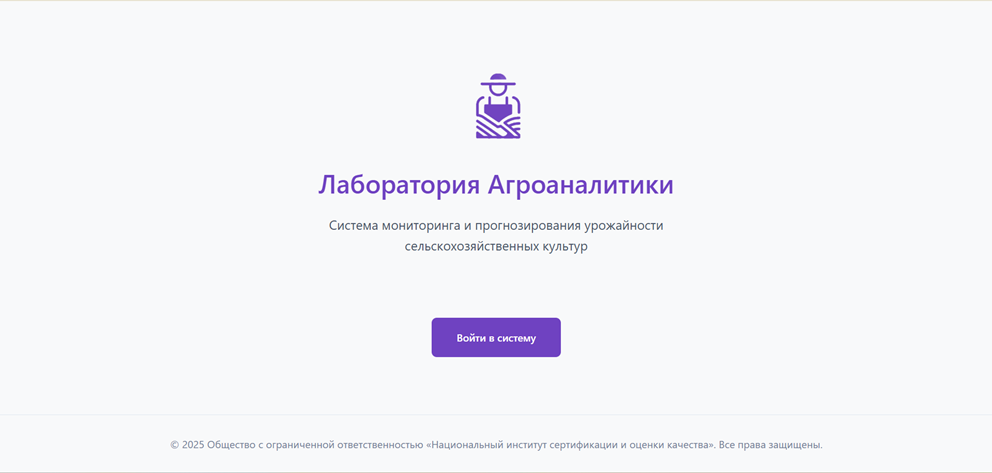 Лаборатория Агроаналитики
Система мониторинга и прогнозирования урожайности
сельскохозяйственных культур
Войти в систему
© 2025 Общество с ограниченной ответственностью «Национальный институт сертификации и оценки качества». Все права защищены.